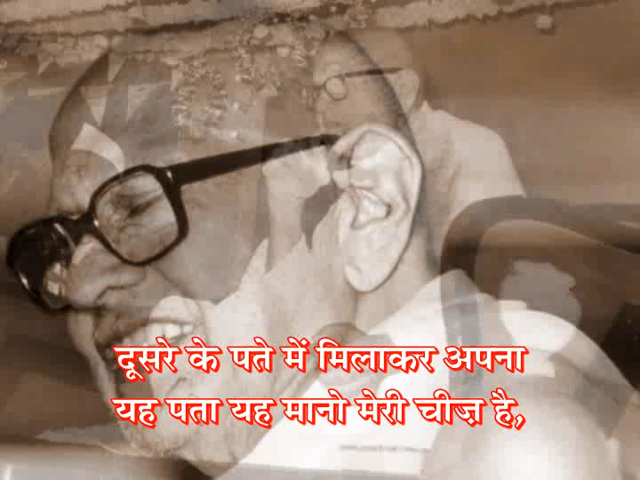 दूसरे के पते में मिलाकर अपना
यह पता यह मानो मेरी चीज़ है,